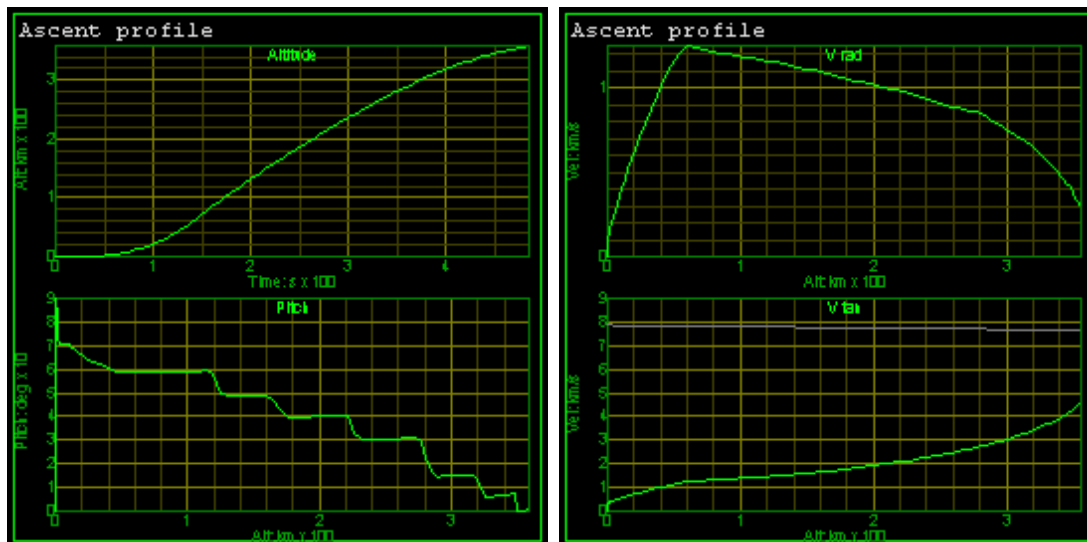 Ascent profile
Altitude
3
2
1
0
Alt: km x 100
0 1 2 3 4
Time: s x 100
Pitch
9
8
7
6
5
4
3
2
1
0
Pitch: deg x 10
0 1 2 3
Alt: km x 100
Ascent profile
V rad
1
0
Vel: km/s
0 1 2 3
Alt: km x 100
V tan
9
8
7
6
5
4
3
2
1
0
Vel: km/s
0 1 2 3
Alt: km x 100